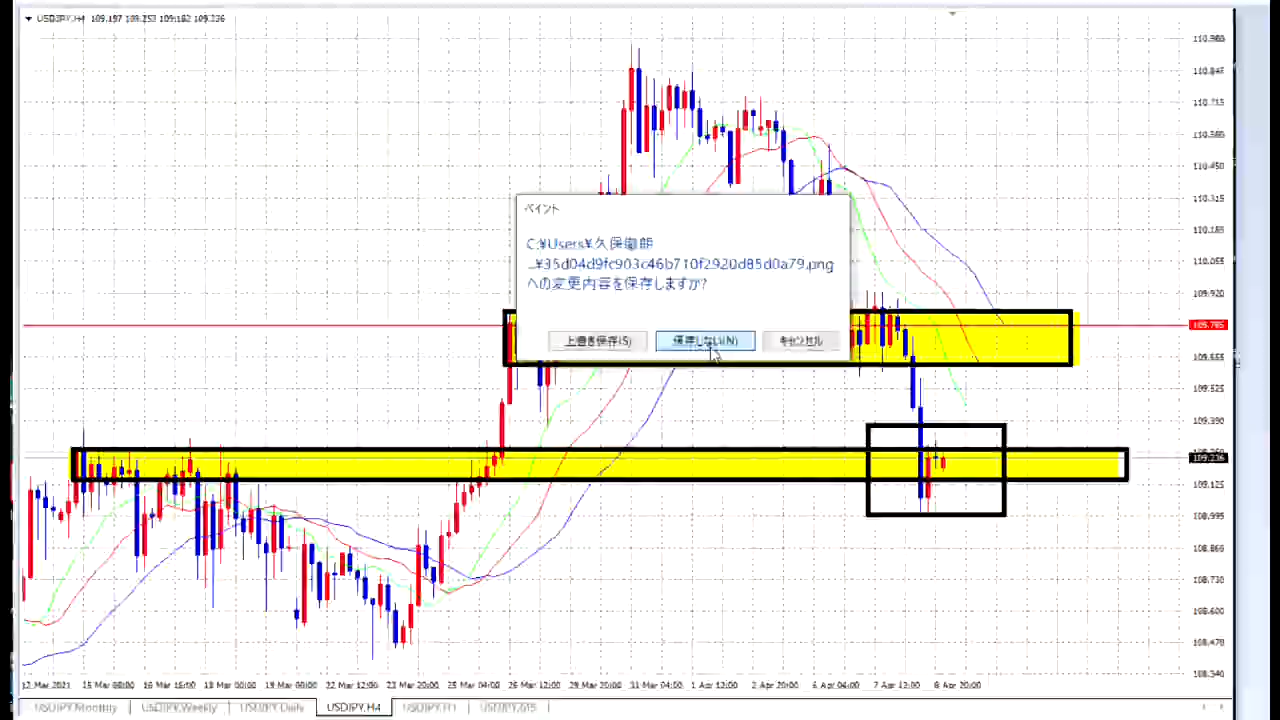 USDJPY,H4 109.197 109.253 109.182 109.236
110.845
110.715
110.585
110.450
110.315
110.185
110.055
109.920
109.785
109.655
109.525
109.390
109.236
109.125
108.995
108.865
108.730
108.600
108.470
108.340
ペイント
C:¥Users¥久保
...¥35d04d9fc903c46b710f2920d85d0a79.png
への変更内容を保存しますか?
上書き保存(S) 保存しない(N) キャンセル
12 Mar 2021 15 Mar 08:00 16 Mar 16:00 18 Mar 00:00 19 Mar 08:00 22 Mar 12:00 23 Mar 20:00 25 Mar 04:00 26 Mar 12:00 29 Mar 20:00 31 Mar 04:00 1 Apr 12:00 2 Apr 20:00 6 Apr 04:00 7 Apr 12:00 8 Apr 20:00
USDJPY,Monthly USDJPY,Weekly USDJPY,Daily USDJPY,H4 USDJPY,H1 USDJPY,M15